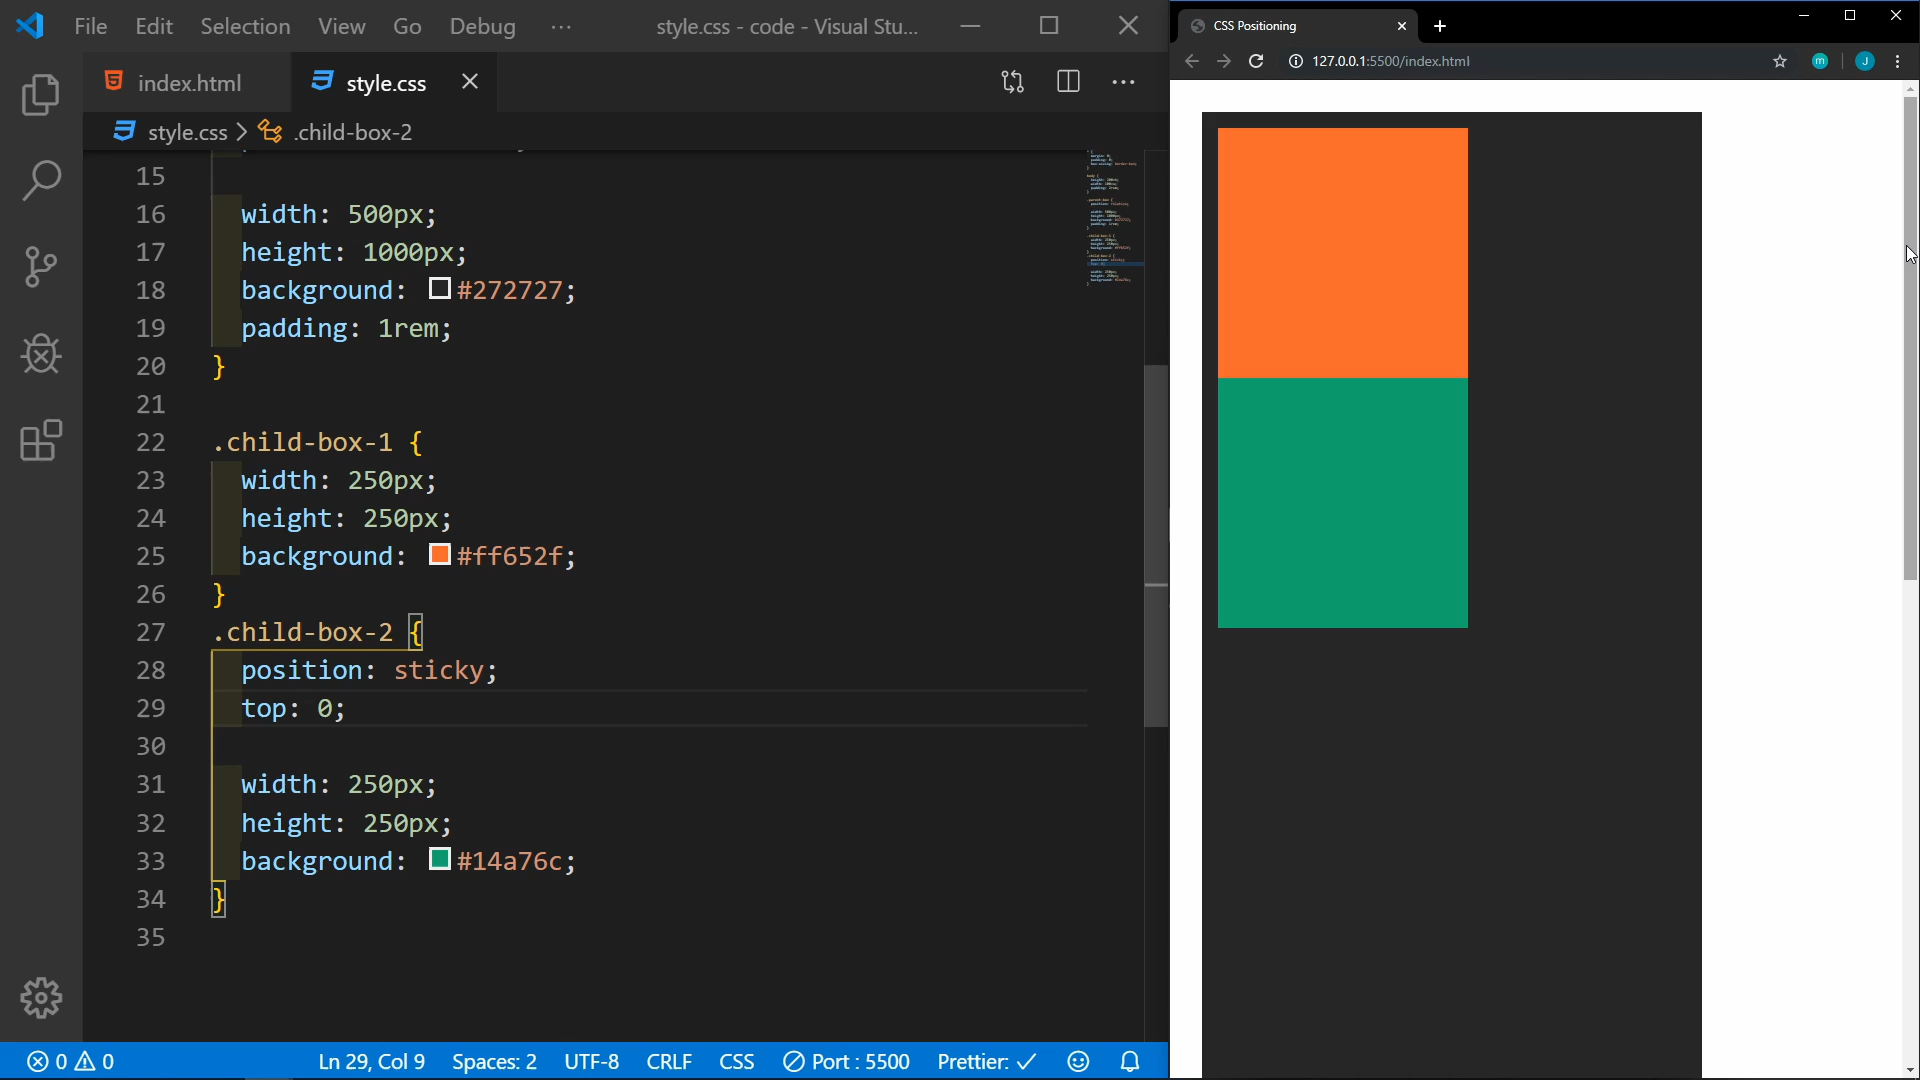 File Edit Selection View Go Debug ··· style.css - code - Visual Stu...
index.html style.css
style.css > .child-box-2
15
16 width: 500px;
17 height: 1000px;
18 background: #272727;
19 padding: 1rem;
20 }
21
22 .child-box-1 {
23 width: 250px;
24 height: 250px;
25 background: #ff652f;
26 }
27 .child-box-2 {
28 position: sticky;
29 top: 0;
30
31 width: 250px;
32 height: 250px;
33 background: #14a76c;
34 }
35
0 0 Ln 29, Col 9 Spaces: 2 UTF-8 CRLF CSS Port : 5500 Prettier: ✓
CSS Positioning
127.0.0.1:5500/index.html m J